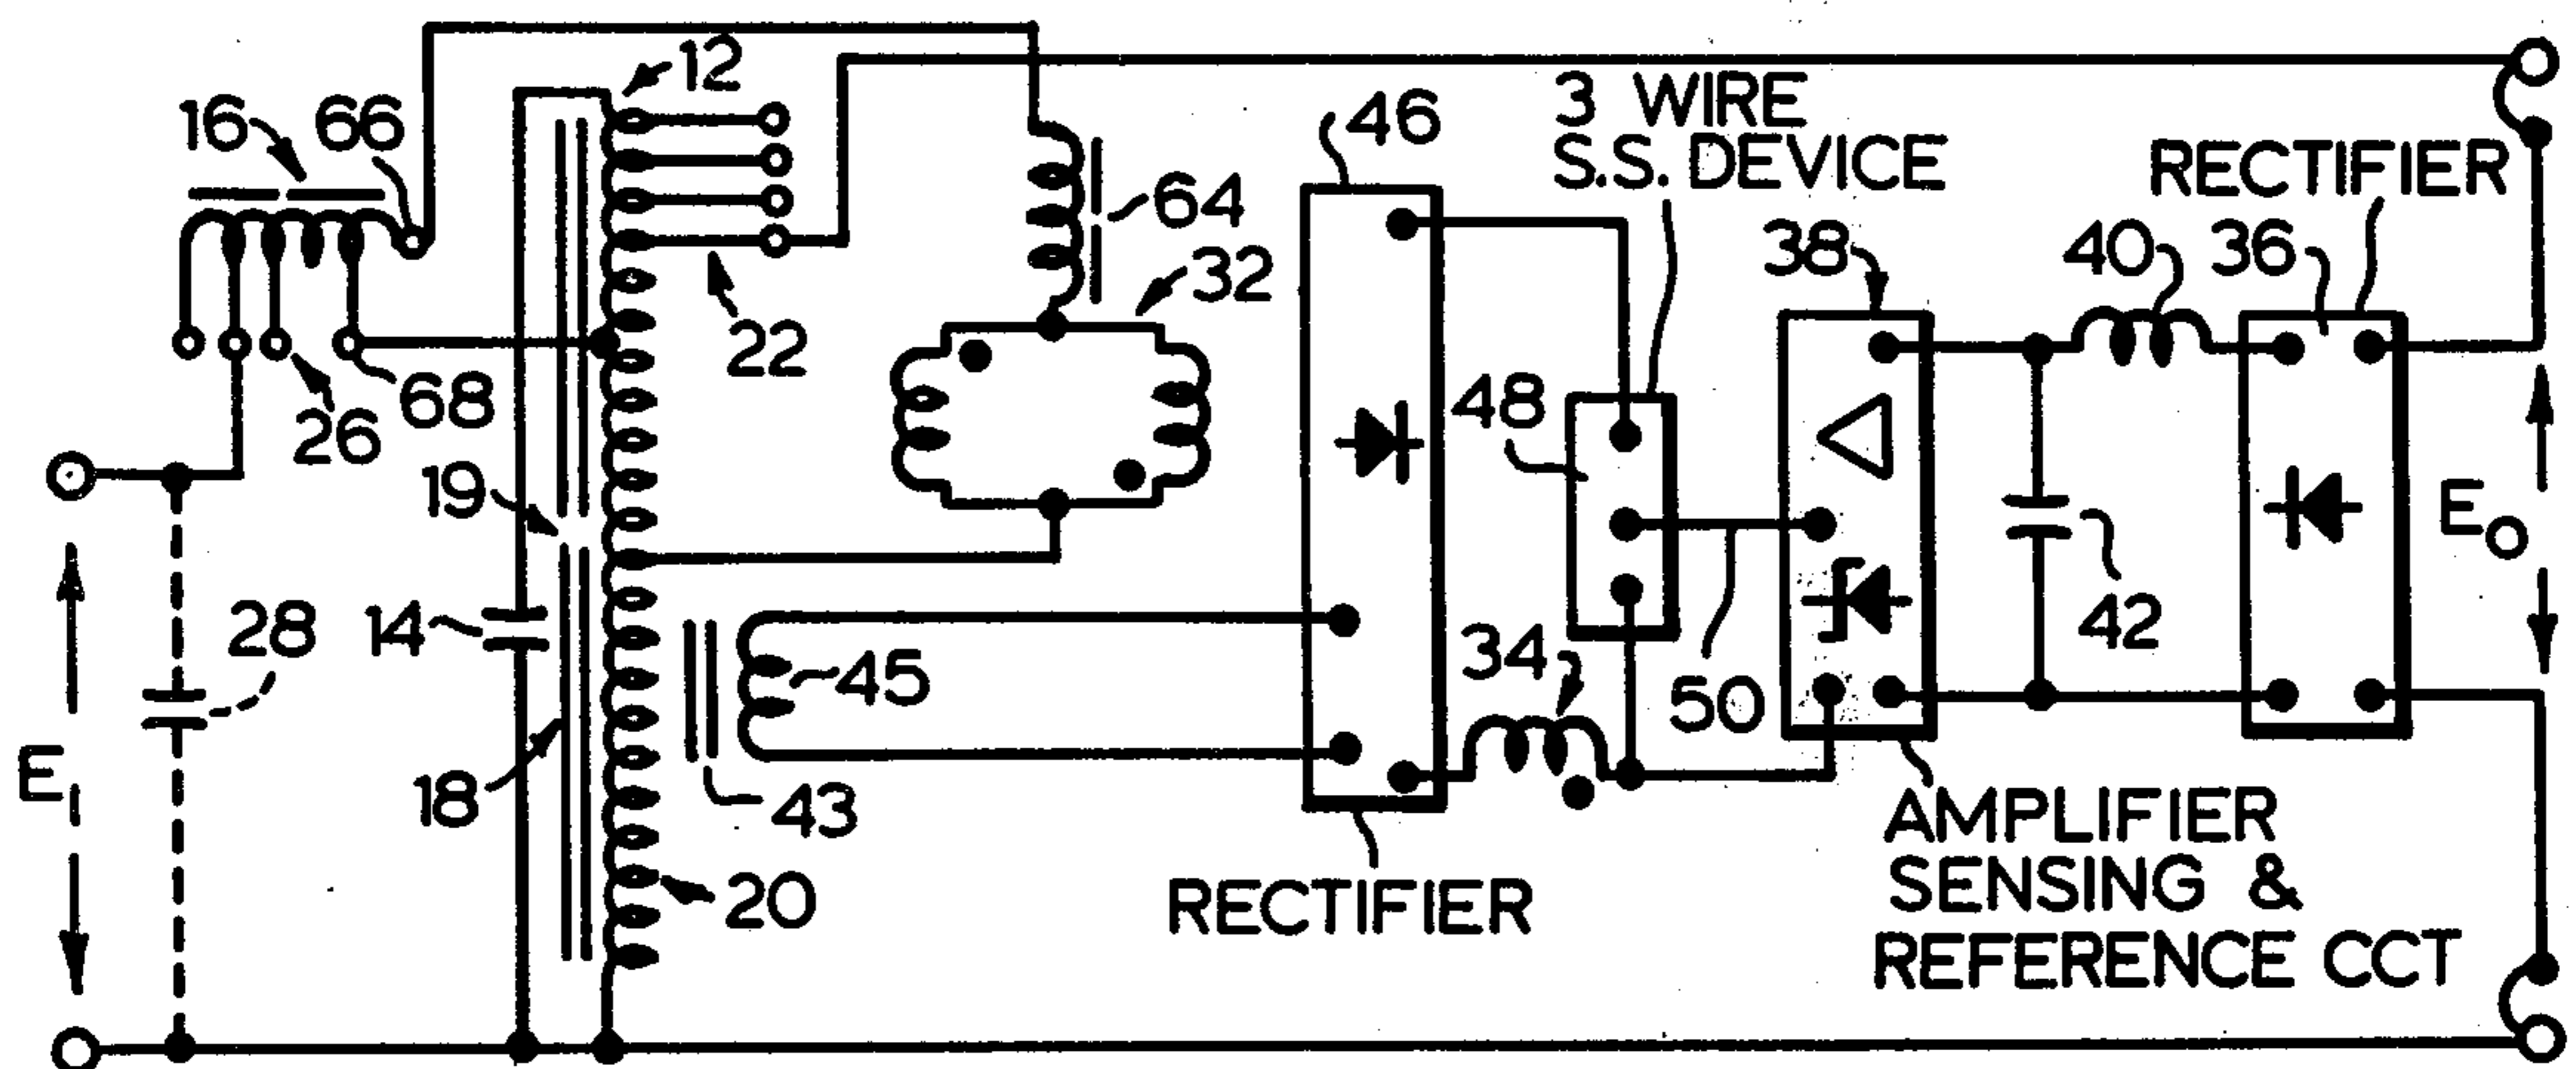 12
16
66
3 WIRE
S.S. DEVICE
46
RECTIFIER
64
38
40
36
32
22
26
68
48
19
E₀
28
14
42
34
45
50
E₁
18
43
20
AMPLIFIER
SENSING &
REFERENCE CCT
RECTIFIER